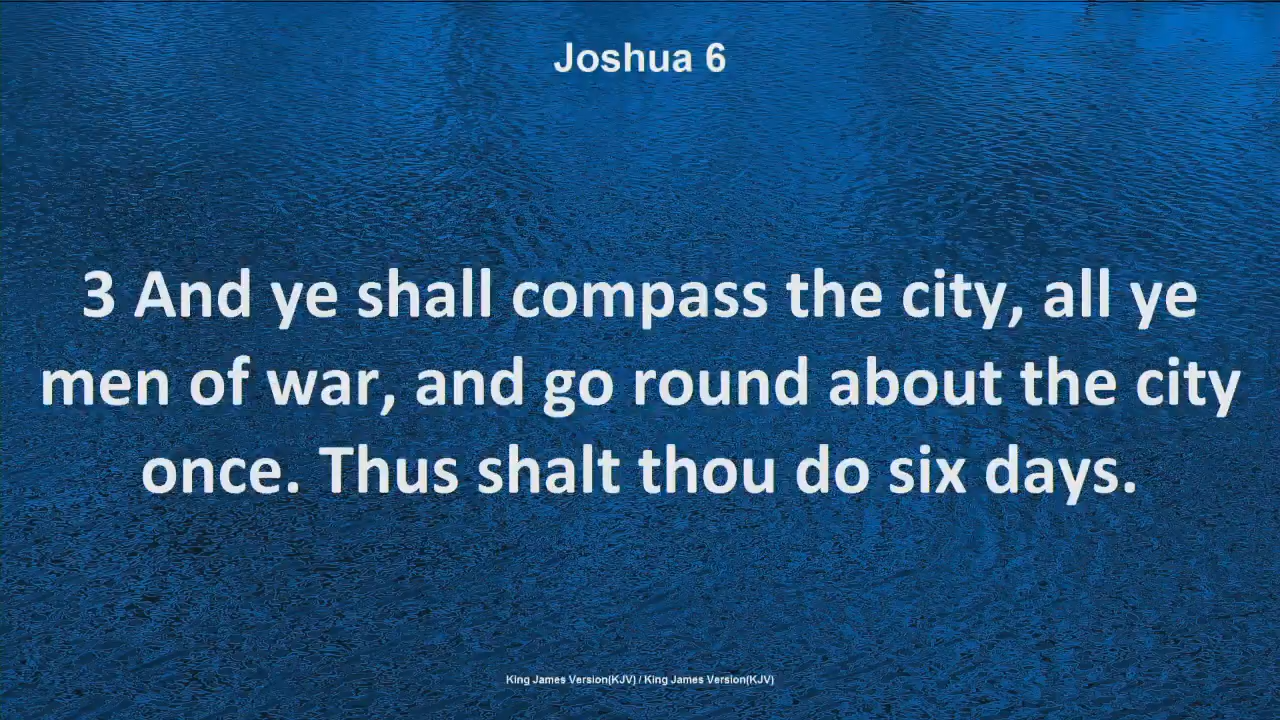 Joshua 6
3 And ye shall compass the city, all ye
men of war, and go round about the city
once. Thus shalt thou do six days.
King James Version(KJV) / King James Version(KJV)